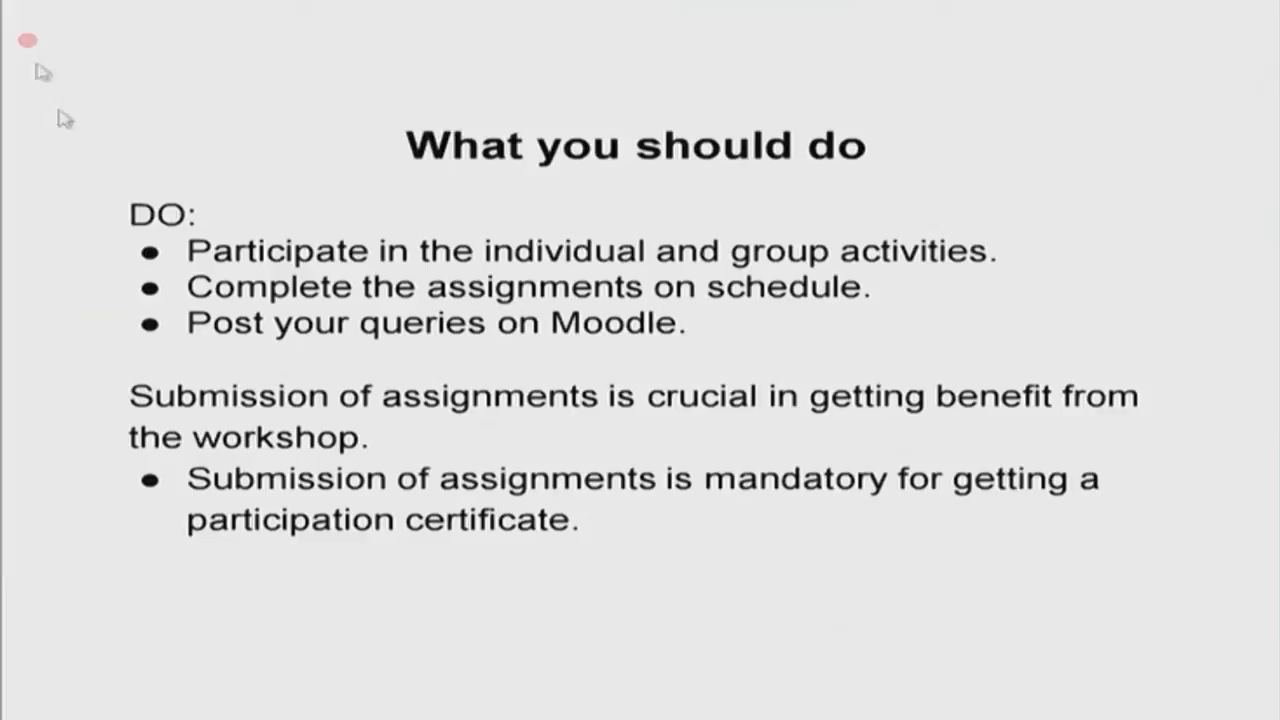 What you should do
DO:
● Participate in the individual and group activities.
● Complete the assignments on schedule.
● Post your queries on Moodle.
Submission of assignments is crucial in getting benefit from
the workshop.
● Submission of assignments is mandatory for getting a
participation certificate.